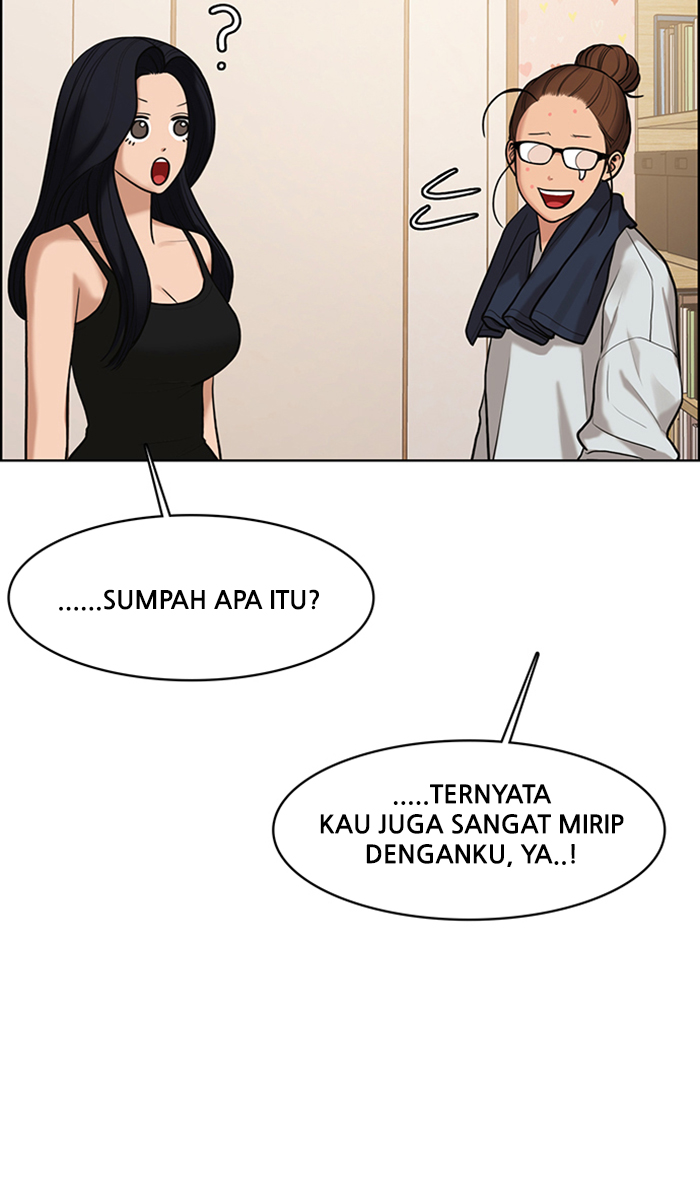 ?
......SUMPAH APA ITU?
.....TERNYATA
KAU JUGA SANGAT MIRIP
DENGANKU, YA..!